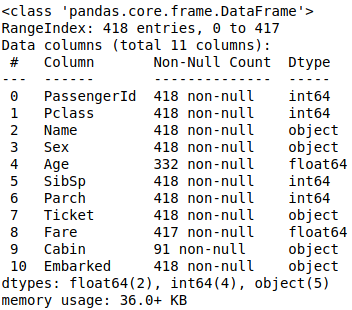 <class 'pandas.core.frame.DataFrame'>
RangeIndex: 418 entries, 0 to 417
Data columns (total 11 columns):
 #   Column       Non-Null Count  Dtype
---  ------       --------------  -----
 0   PassengerId  418 non-null    int64
 1   Pclass       418 non-null    int64
 2   Name         418 non-null    object
 3   Sex          418 non-null    object
 4   Age          332 non-null    float64
 5   SibSp        418 non-null    int64
 6   Parch        418 non-null    int64
 7   Ticket       418 non-null    object
 8   Fare         417 non-null    float64
 9   Cabin        91 non-null     object
 10  Embarked     418 non-null    object
dtypes: float64(2), int64(4), object(5)
memory usage: 36.0+ KB